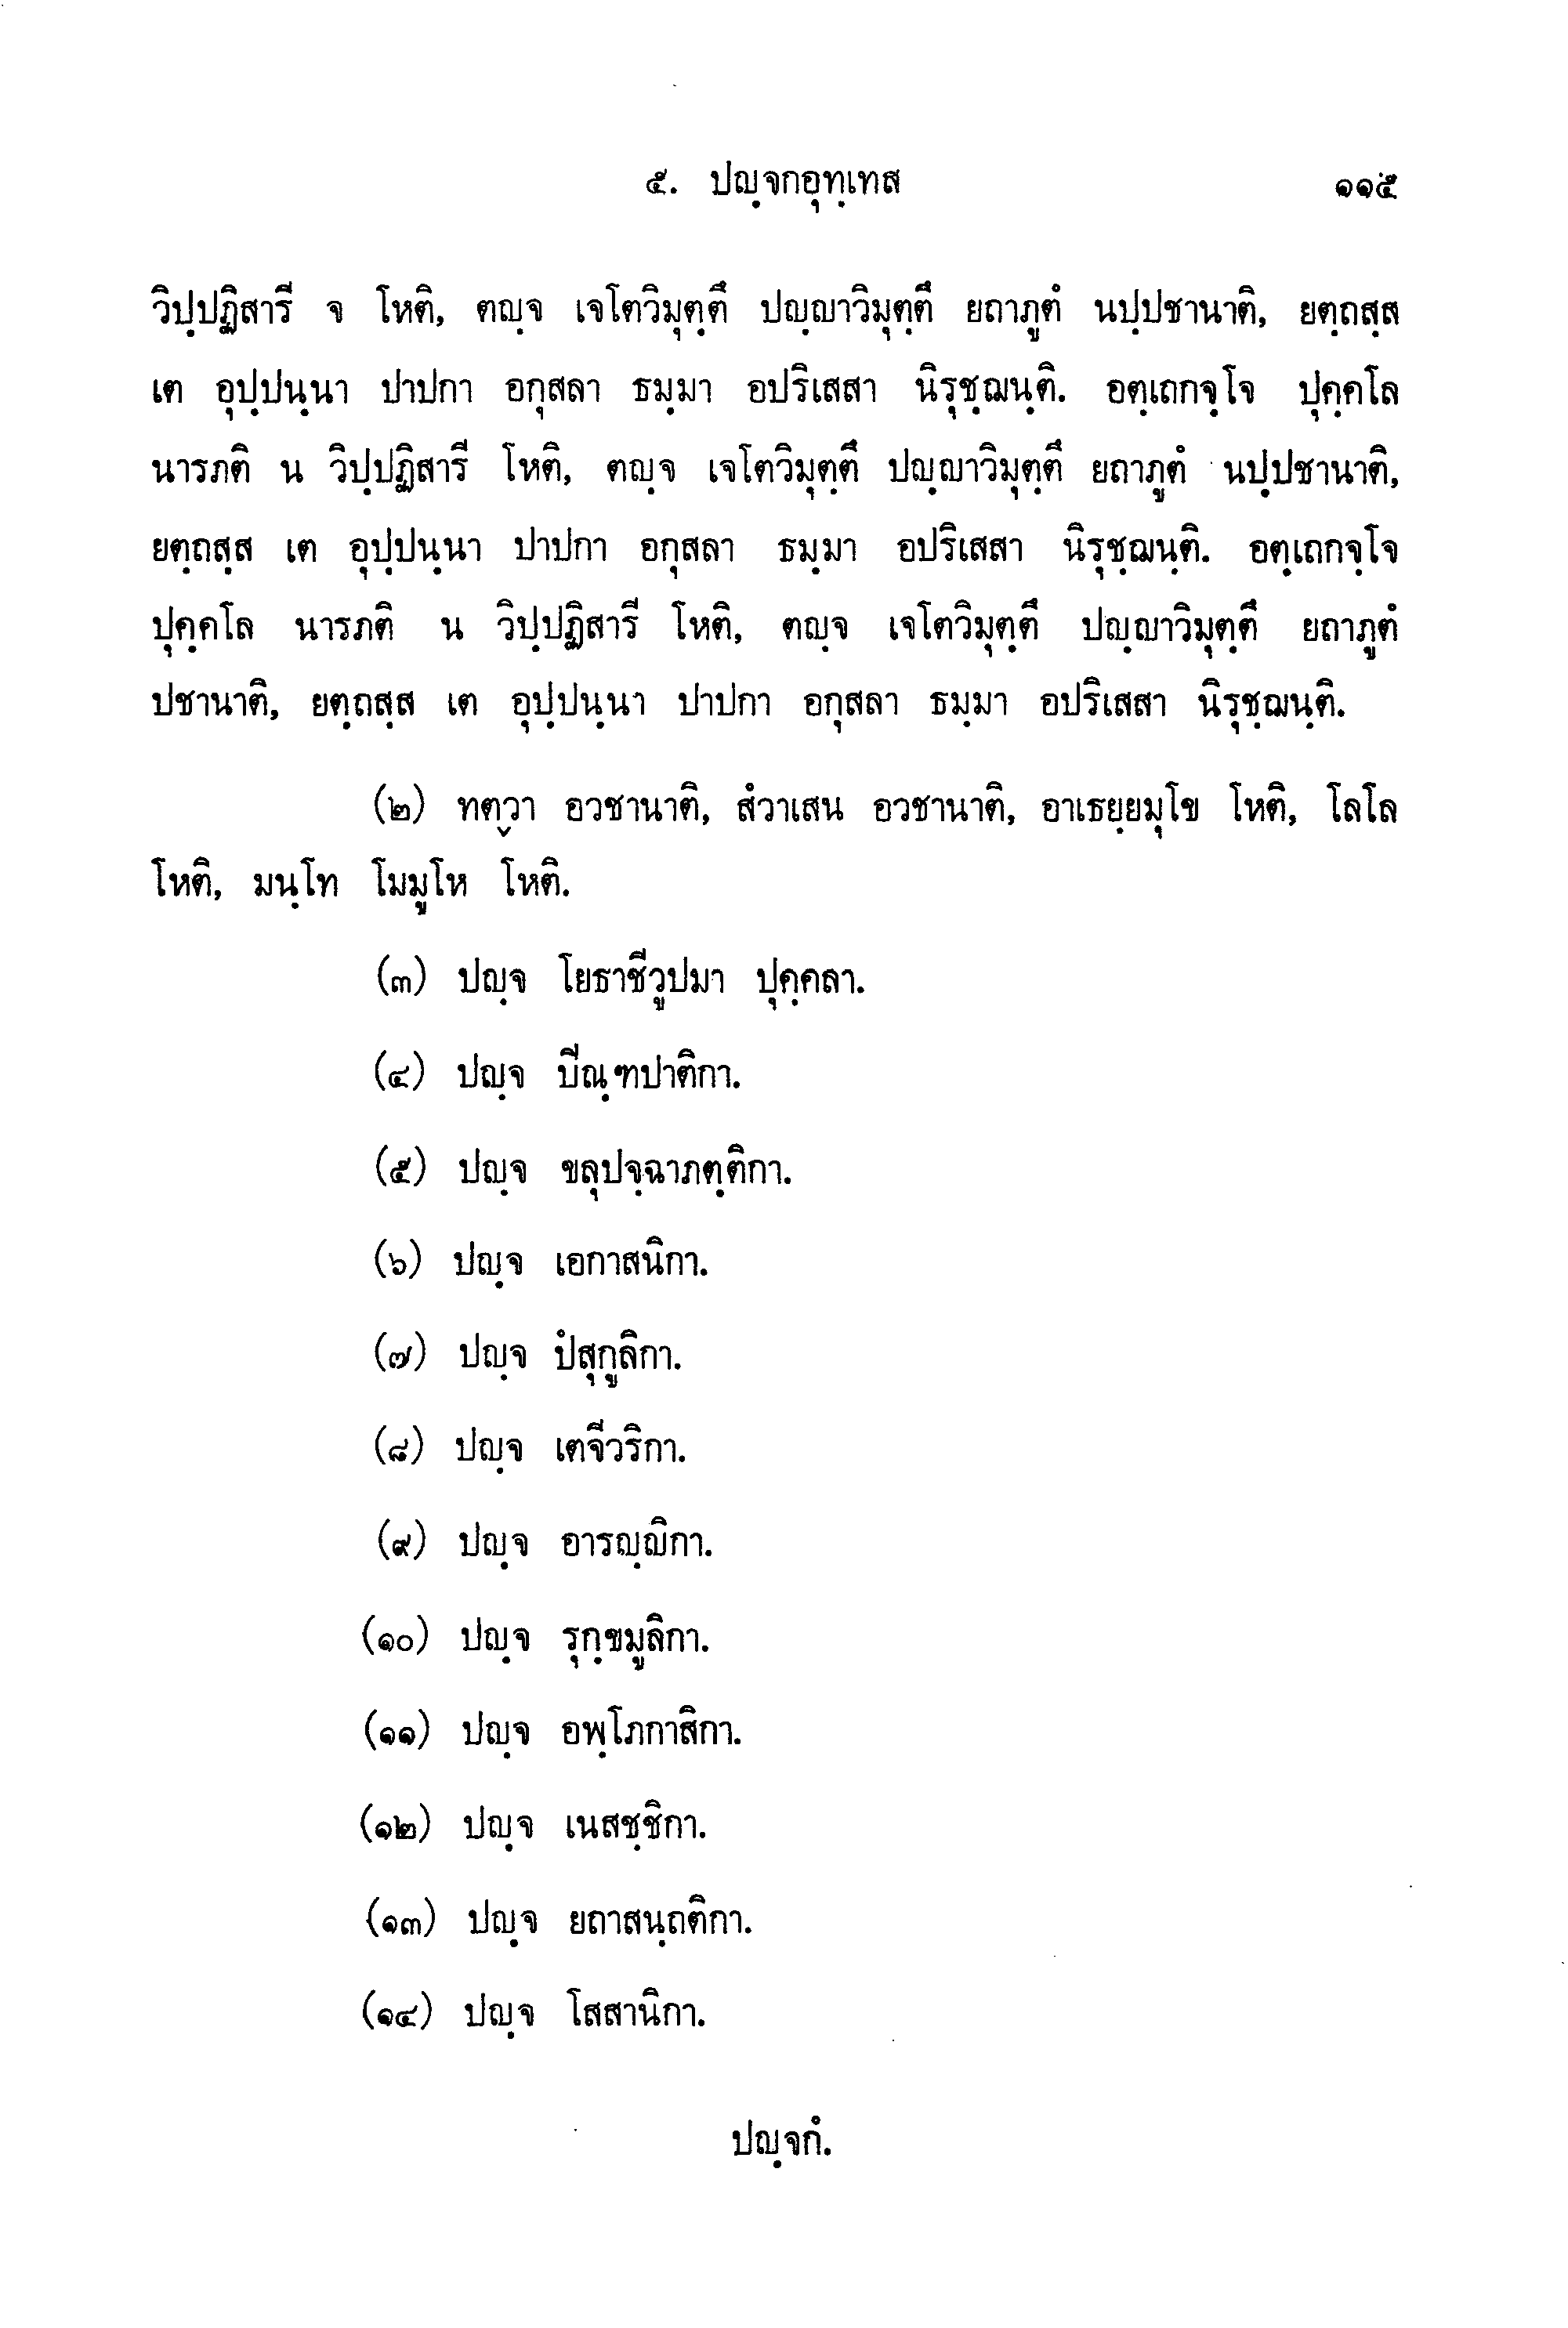 ๕. ปญฺจกอุทฺเทส ๑๑๕
วิปฺปฏิสารี จ โหติ, ตญฺจ เจโตวิมุตฺตึ ปญฺญาวิมุตฺตึ ยถาภูตํ นปฺปชานาติ, ยตฺถสฺส
เต อุปฺปนฺนา ปาปกา อกุสลา ธมฺมา อปริเสสา นิรุชฺฌนฺติ. อตฺเถกจฺโจ ปุคฺคโล
นารภติ น วิปฺปฏิสารี โหติ, ตญฺจ เจโตวิมุตฺตึ ปญฺญาวิมุตฺตึ ยถาภูตํ นปฺปชานาติ,
ยตฺถสฺส เต อุปฺปนฺนา ปาปกา อกุสลา ธมฺมา อปริเสสา นิรุชฺฌนฺติ. อตฺเถกจฺโจ
ปุคฺคโล นารภติ น วิปฺปฏิสารี โหติ, ตญฺจ เจโตวิมุตฺตึ ปญฺญาวิมุตฺตึ ยถาภูตํ
ปชานาติ, ยตฺถสฺส เต อุปฺปนฺนา ปาปกา อกุสลา ธมฺมา อปริเสสา นิรุชฺฌนฺติ.
(๒) ทตฺวา อวชานาติ, สํวาเสน อวชานาติ, อาเธยฺยมุโข โหติ, โลโล
โหติ, มนฺโท โมมูโห โหติ.
(๓) ปญฺจ โยธาชีวูปมา ปุคฺคลา.
(๔) ปญฺจ ปีณฺฑปาติกา.
(๕) ปญฺจ ขลุปจฺฉาภตฺติกา.
(๖) ปญฺจ เอกาสนิกา.
(๗) ปญฺจ ปํสุกูลิกา.
(๘) ปญฺจ เตจีวริกา.
(๙) ปญฺจ อารญฺญิกา.
(๑๐) ปญฺจ รุกฺขมูลิกา.
(๑๑) ปญฺจ อพฺโภกาสิกา.
(๑๒) ปญฺจ เนสชฺชิกา.
(๑๓) ปญฺจ ยถาสนฺถติกา.
(๑๔) ปญฺจ โสสานิกา.
ปญฺจกํ.